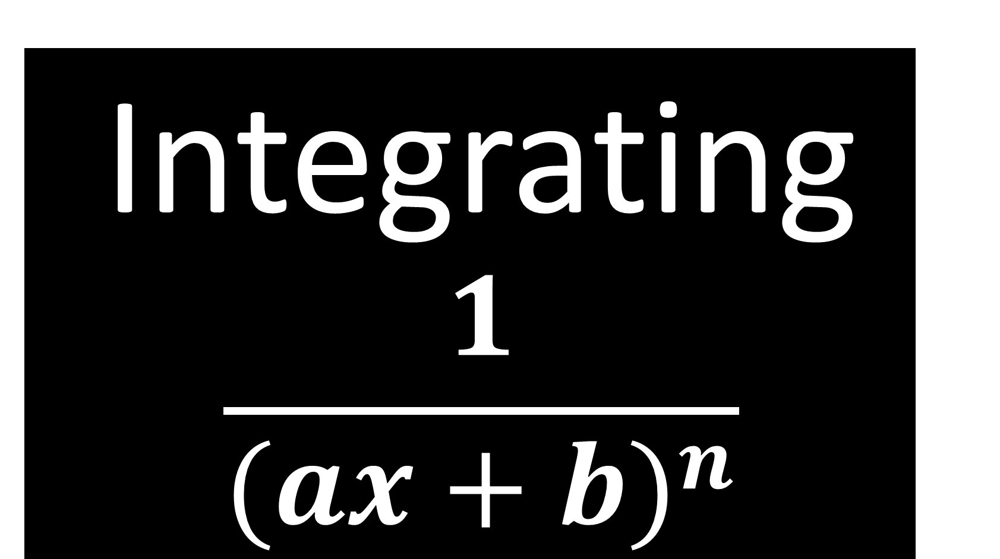 Integrating
1
(ax + b)ⁿ